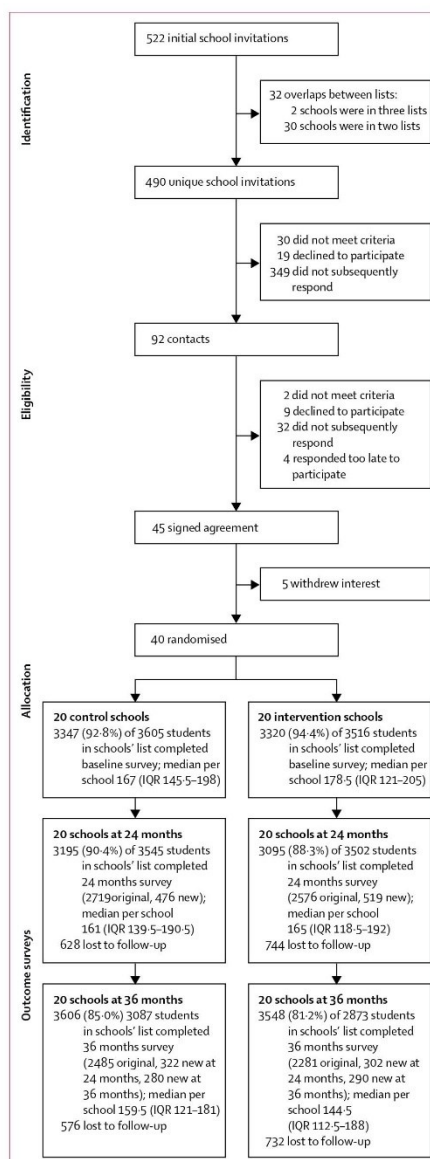 Identification
522 initial school invitations
32 overlaps between lists:
2 schools were in three lists
30 schools were in two lists
490 unique school invitations
30 did not meet criteria
19 declined to participate
349 did not subsequently
respond
Eligibility
92 contacts
2 did not meet criteria
9 declined to participate
32 did not subsequently
respond
4 responded too late to
participate
45 signed agreement
5 withdrew interest
Allocation
40 randomised
20 control schools
3347 (92·8%) of 3605 students
in schools’ list completed
baseline survey; median per
school 167 (IQR 145·5–198)
20 intervention schools
3320 (94·4%) of 3516 students
in schools’ list completed
baseline survey; median per
school 178·5 (IQR 121–205)
Outcome surveys
20 schools at 24 months
3195 (90·4%) of 3545 students
in schools’ list completed
24 months survey
(2719original, 476 new);
median per school
161 (IQR 139·5–190·5)
628 lost to follow-up
20 schools at 24 months
3095 (88·3%) of 3502 students
in schools’ list completed
24 months survey
(2576 original, 519 new);
median per school
165 (IQR 118·5–192)
744 lost to follow-up
20 schools at 36 months
3606 (85·0%) 3087 students
in schools’ list completed
36 months survey
(2485 original, 322 new at
24 months, 280 new at
36 months); median per
school 159·5 (IQR 121–181)
576 lost to follow-up
20 schools at 36 months
3548 (81·2%) of 2873 students
in schools’ list completed
36 months survey
(2281 original, 302 new at
24 months, 290 new at
36 months); median per
school 144·5
(IQR 112·5–188)
732 lost to follow-up